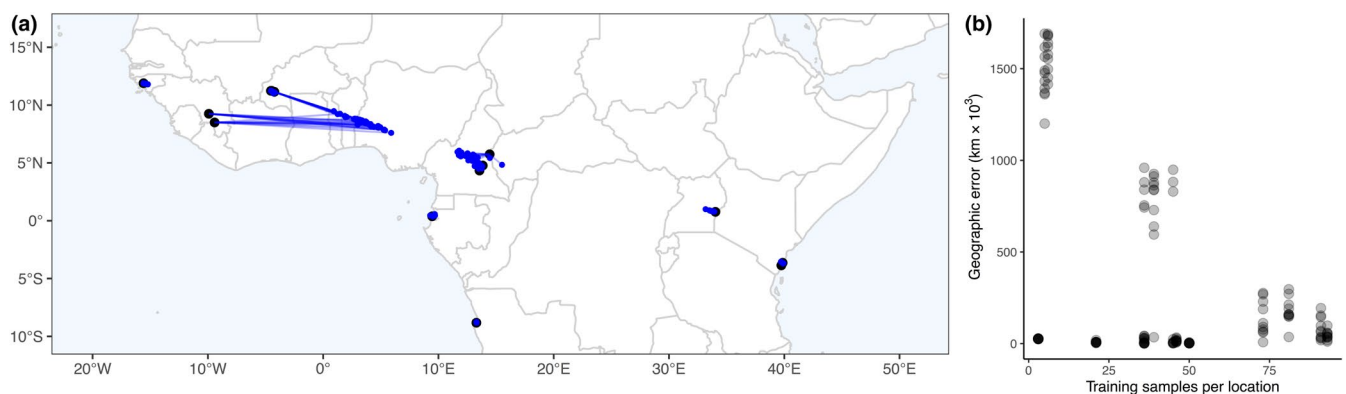 (a)
15°N
10°N
5°N
0°
5°S
10°S
20°W
10°W
0°
10°E
20°E
30°E
40°E
50°E
(b)
Geographic error (km × 10³)
1500
1000
500
0
0
25
50
75
Training samples per location